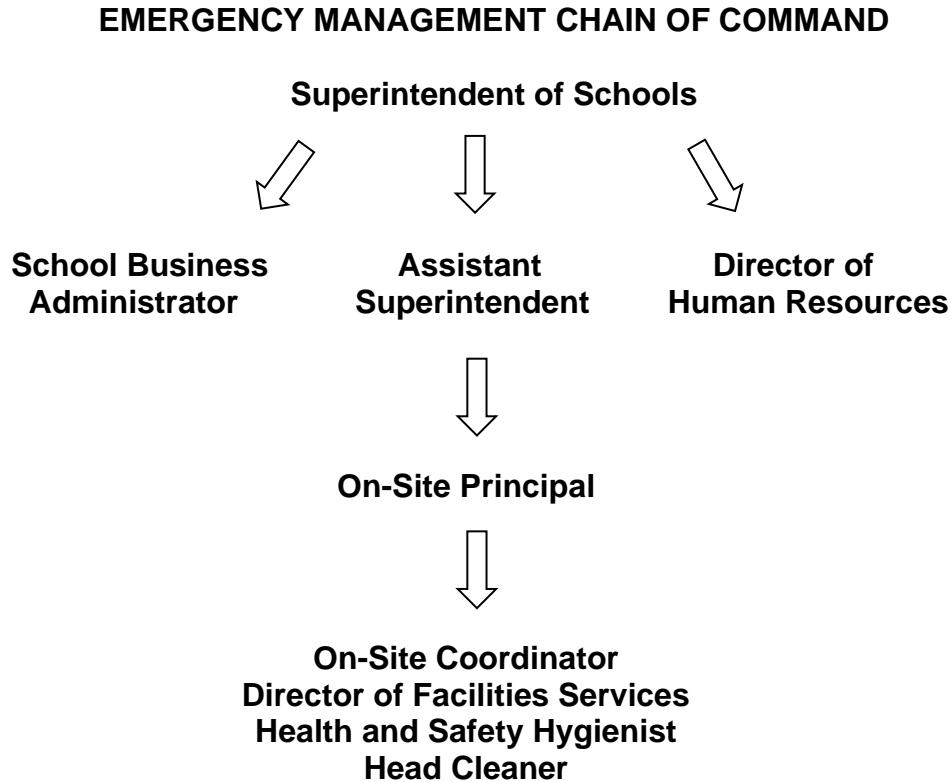 EMERGENCY MANAGEMENT CHAIN OF COMMAND
Superintendent of Schools
School Business
Administrator
Assistant
Superintendent
Director of
Human Resources
On-Site Principal
On-Site Coordinator
Director of Facilities Services
Health and Safety Hygienist
Head Cleaner